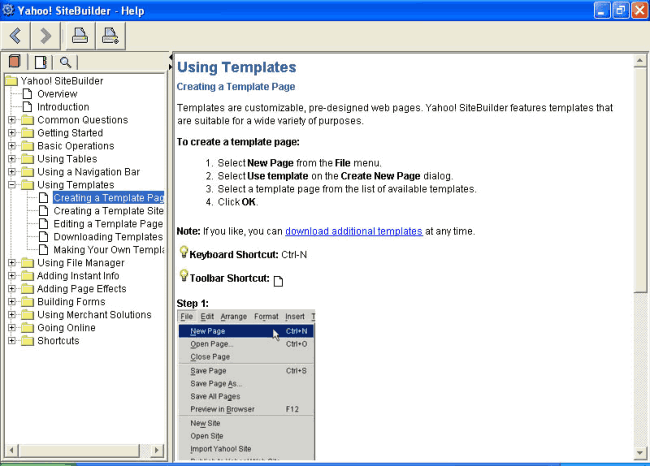 Yahoo! SiteBuilder - Help
Yahoo! SiteBuilder
Overview
Introduction
Common Questions
Getting Started
Basic Operations
Using Tables
Using a Navigation Bar
Using Templates
Creating a Template Pag
Creating a Template Site
Editing a Template Page
Downloading Templates
Making Your Own Templa
Using File Manager
Adding Instant Info
Adding Page Effects
Building Forms
Using Merchant Solutions
Going Online
Shortcuts
Using Templates
Creating a Template Page
Templates are customizable, pre-designed web pages. Yahoo! SiteBuilder features templates that
are suitable for a wide variety of purposes.
To create a template page:
1. Select New Page from the File menu.
2. Select Use template on the Create New Page dialog.
3. Select a template page from the list of available templates.
4. Click OK.
Note: If you like, you can download additional templates at any time.
Keyboard Shortcut: Ctrl-N
Toolbar Shortcut:
Step 1:
File Edit Arrange Format Insert T
New Page Ctrl+N
Open Page... Ctrl+O
Close Page
Save Page Ctrl+S
Save Page As...
Save All Pages
Preview in Browser F12
New Site
Open Site
Import Yahoo! Site